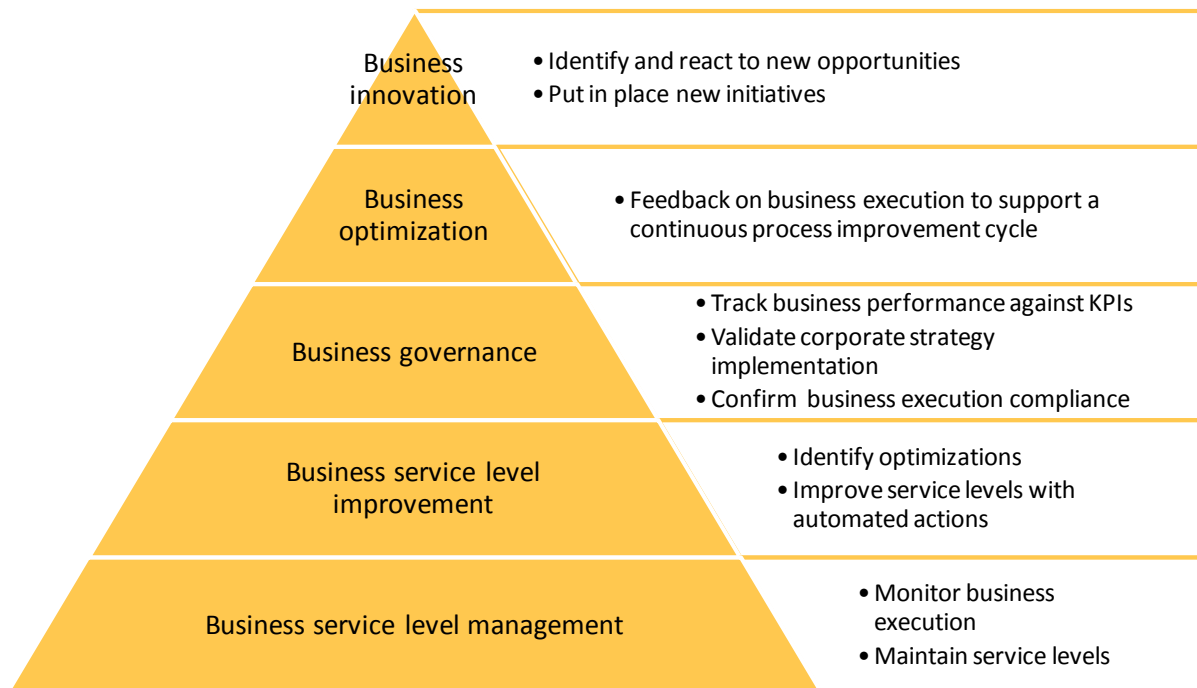 Business
innovation
• Identify and react to new opportunities
• Put in place new initiatives
Business
optimization
• Feedback on business execution to support a
continuous process improvement cycle
Business governance
• Track business performance against KPIs
• Validate corporate strategy
implementation
• Confirm business execution compliance
Business service level
improvement
• Identify optimizations
• Improve service levels with
automated actions
Business service level management
• Monitor business
execution
• Maintain service levels